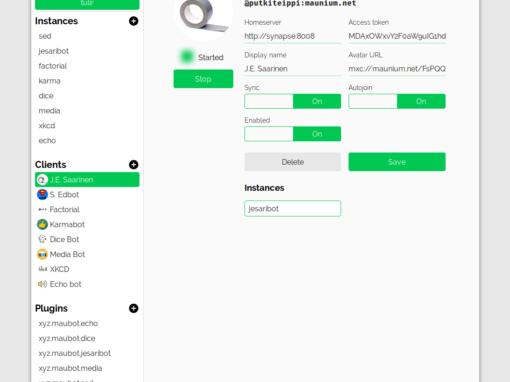 tulir
Instances
sed
jesaribot
factorial
karma
dice
media
xkcd
echo
Clients
J.E. Saarinen
S. Edbot
Factorial
Karmabot
Dice Bot
Media Bot
XKCD
Echo bot
Plugins
xyz.maubot.echo
xyz.maubot.dice
xyz.maubot.jesaribot
xyz.maubot.media
Started
Stop
@putkiteippi:maunium.net
Homeserver
Access token
http://synapse:8008
Display name
Avatar URL
J.E. Saarinen
mxc://maunium.net/FsPQQ
Sync
On
Autojoin
On
Enabled
On
Delete
Save
Instances
jesaribot